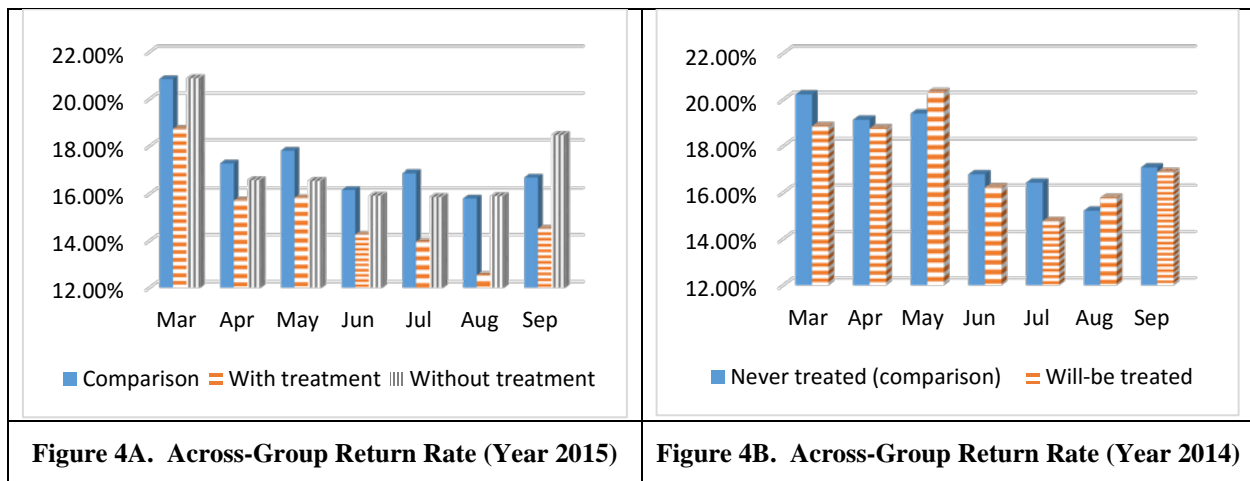 22.00%
20.00%
18.00%
16.00%
14.00%
12.00%
Mar Apr May Jun Jul Aug Sep
Comparison With treatment Without treatment
Figure 4A. Across-Group Return Rate (Year 2015)
22.00%
20.00%
18.00%
16.00%
14.00%
12.00%
Mar Apr May Jun Jul Aug Sep
Never treated (comparison) Will-be treated
Figure 4B. Across-Group Return Rate (Year 2014)